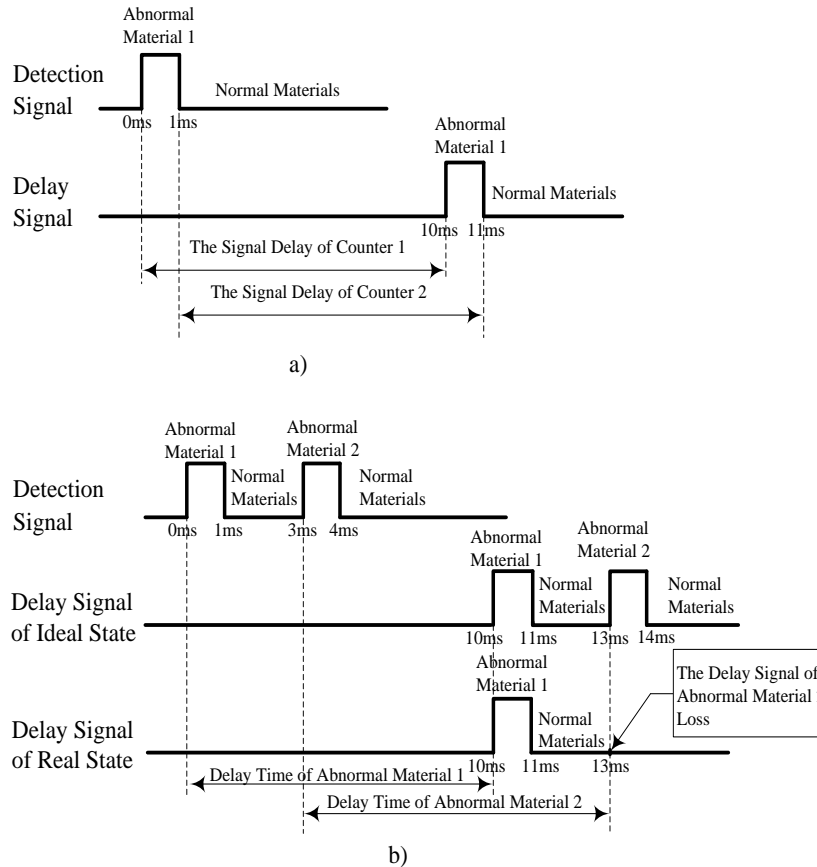 Abnormal
Material 1
Detection
Signal
Normal Materials
0ms
1ms
Abnormal
Material 1
Delay
Signal
Normal Materials
10ms
11ms
The Signal Delay of Counter 1
The Signal Delay of Counter 2
a)
Abnormal
Material 1
Abnormal
Material 2
Detection
Signal
Normal
Materials
Normal
Materials
0ms
1ms
3ms
4ms
Abnormal
Material 1
Abnormal
Material 2
Delay Signal
of Ideal State
Normal
Materials
Normal
Materials
10ms
11ms
13ms
14ms
Abnormal
Material 1
The Delay Signal of
Abnormal Material
Loss
Delay Signal
of Real State
Normal
Materials
10ms
11ms
13ms
Delay Time of Abnormal Material 1
Delay Time of Abnormal Material 2
b)